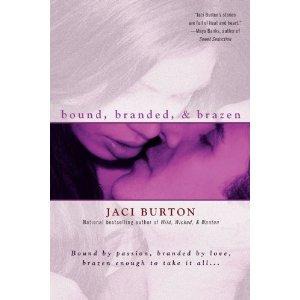 Jaci Burton's stories
are full of heat and heart."
—Maya Banks, author of
Sweet Seduction
bound, branded, & brazen
JACI BURTON
National bestselling author of Wild, Wicked, & Wanton
Bound by passion, branded by love,
brazen enough to take it all...